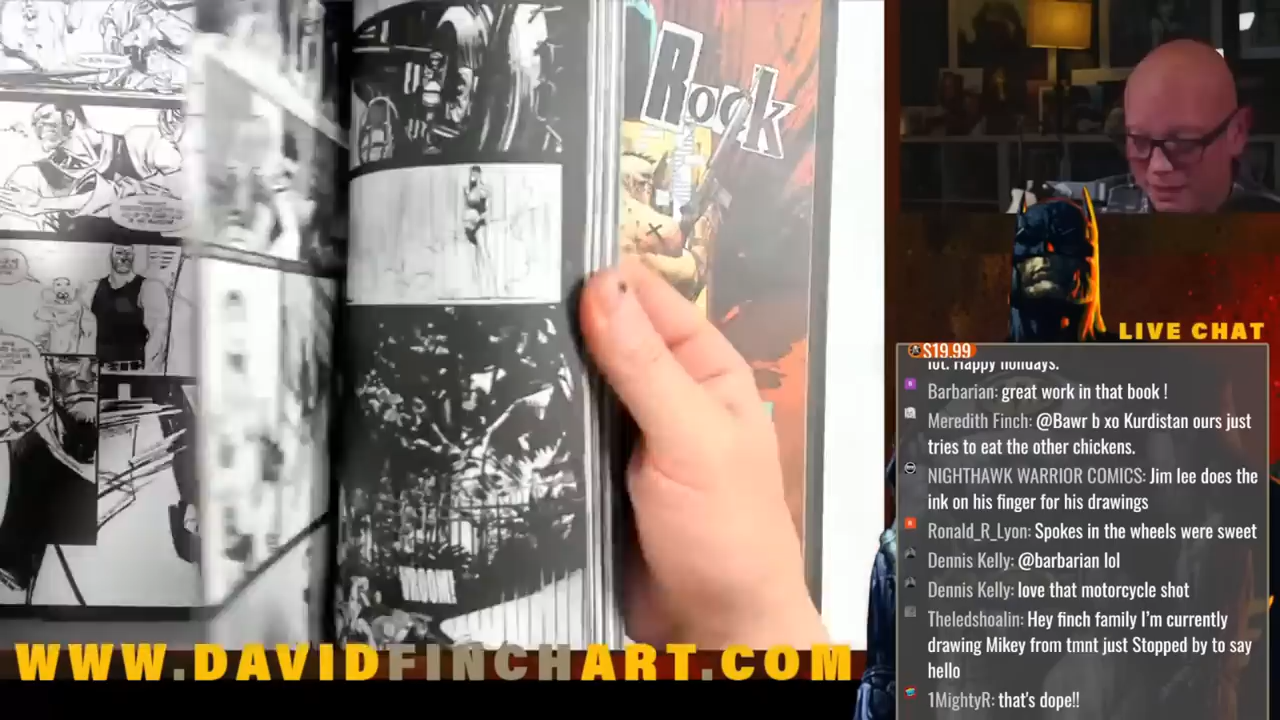 Rook
LIVE CHAT
$19.99
lot. Happy holidays.
Barbarian: great work in that book !
Meredith Finch: @Bawr b xo Kurdistan ours just
tries to eat the other chickens.
NIGHTHAWK WARRIOR COMICS: Jim lee does the
ink on his finger for his drawings
Ronald_R_Lyon: Spokes in the wheels were sweet
Dennis Kelly: @barbarian lol
Dennis Kelly: love that motorcycle shot
Theledshoalin: Hey finch family I’m currently
drawing Mikey from tmnt just Stopped by to say
hello
1MightyR: that's dope!!
WWW.DAVIDFINCHART.COM